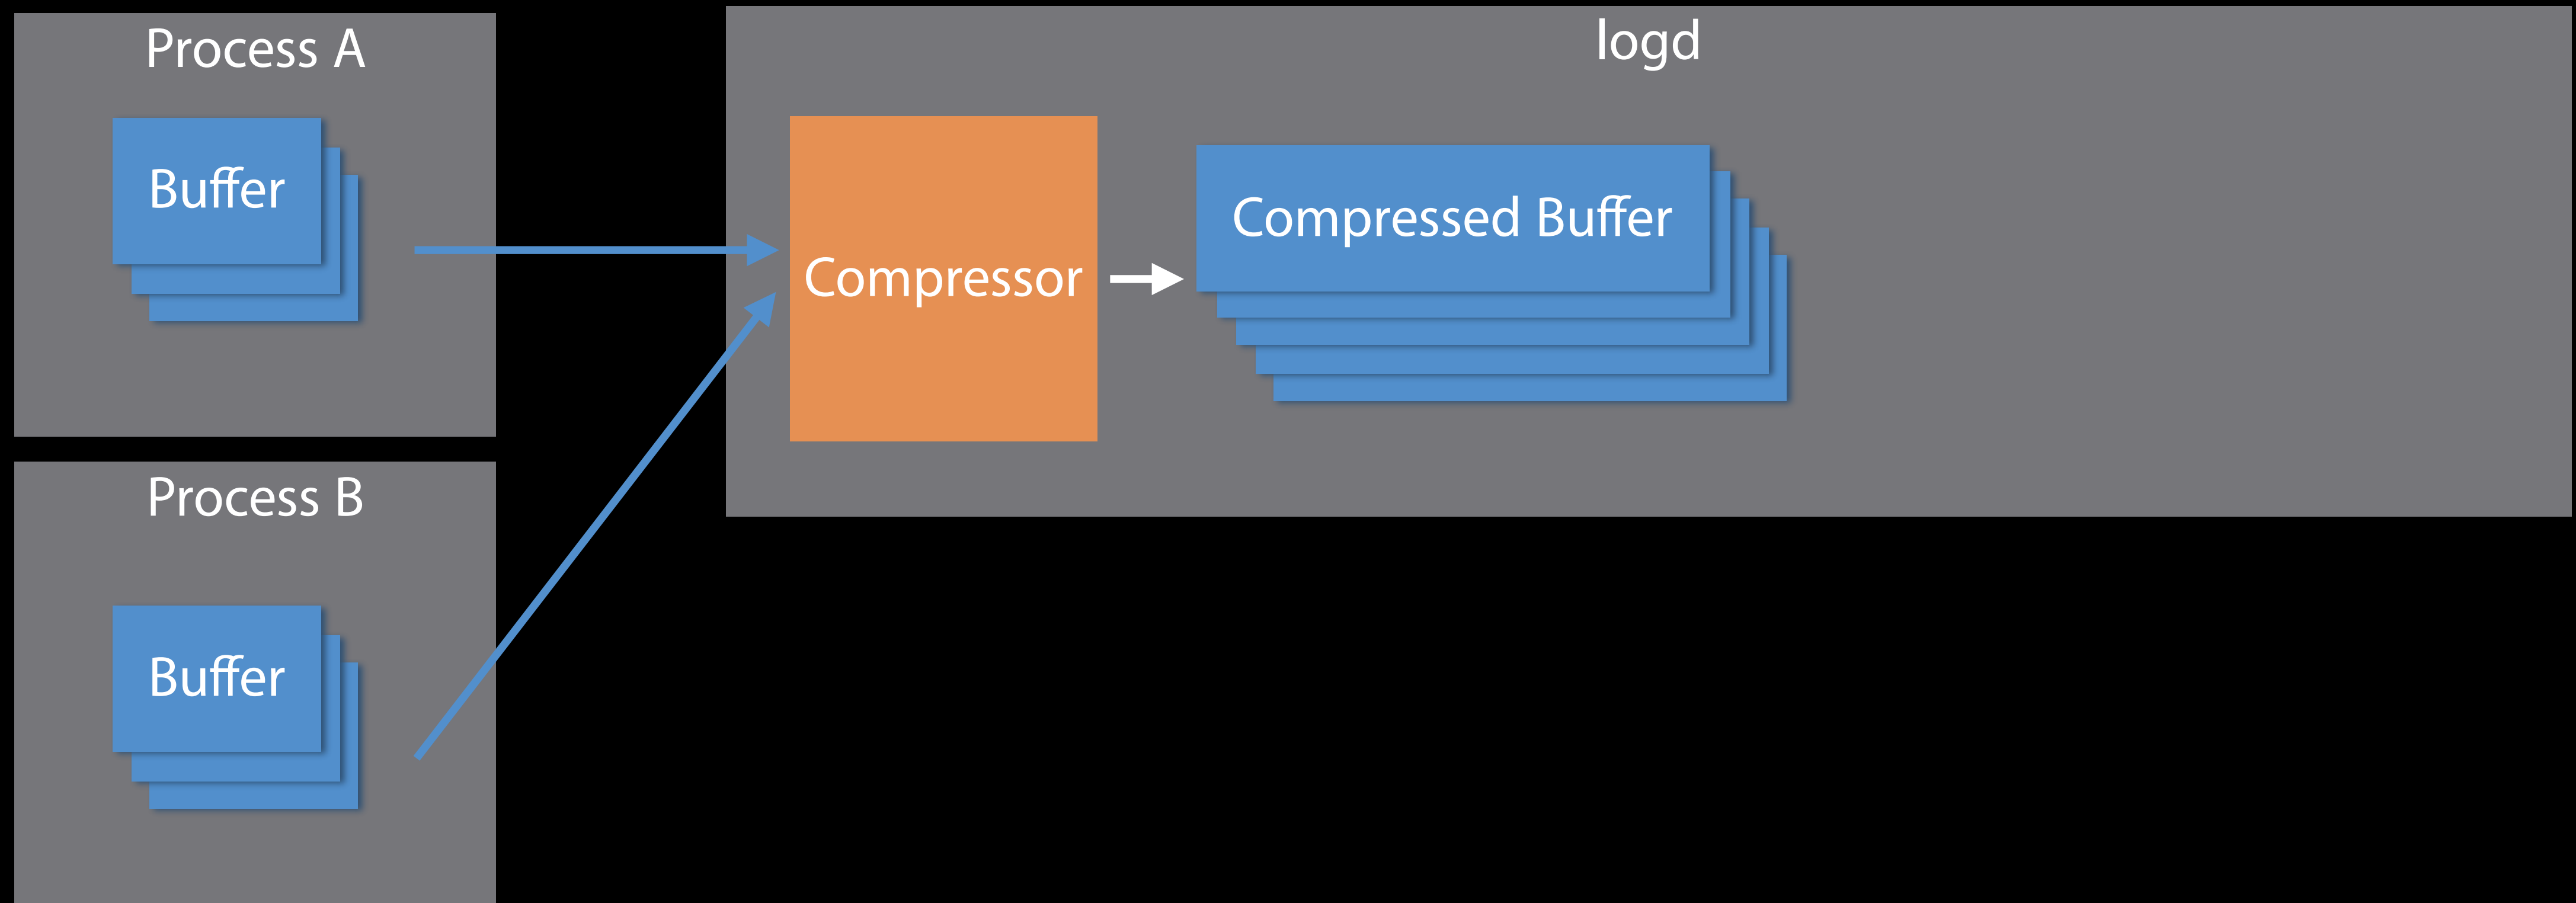 Process A
Buffer
Process B
Buffer
logd
Compressor
Compressed Buffer